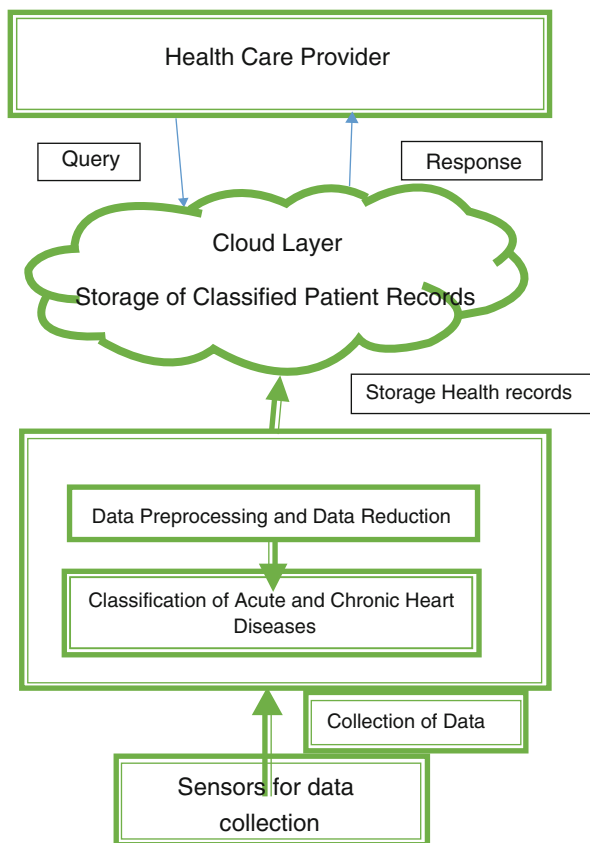 Health Care Provider
Query
Response
Cloud Layer
Storage of Classified Patient Records
Storage Health records
Data Preprocessing and Data Reduction
Classification of Acute and Chronic Heart
Diseases
Collection of Data
Sensors for data
collection